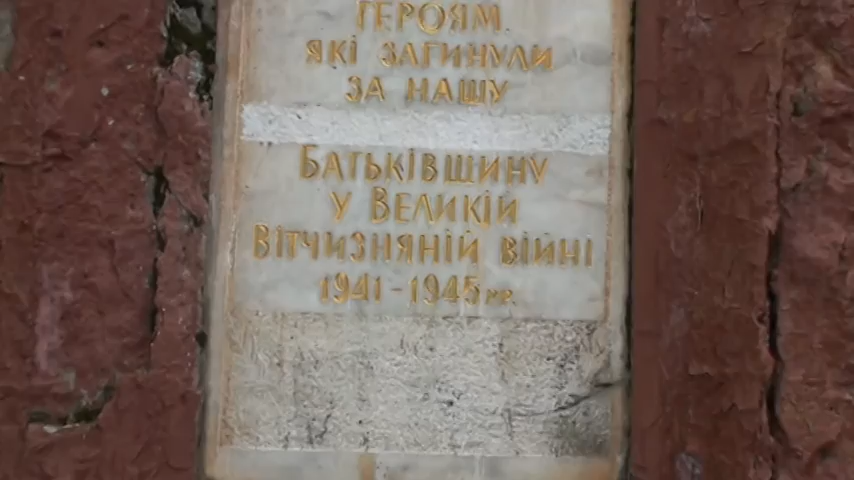 ГЕРОЯМ
ЯКІ ЗАГИНУЛИ
ЗА НАШУ
БАТЬКІВЩИНУ
У ВЕЛИКІЙ
ВІТЧИЗНЯНІЙ ВІЙНІ
1941-1945 рр.